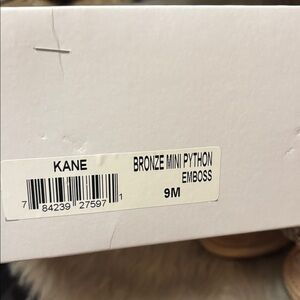 KANE BRONZE MINI PYTHON
EMBOSS
9M
7 84239 27597 1